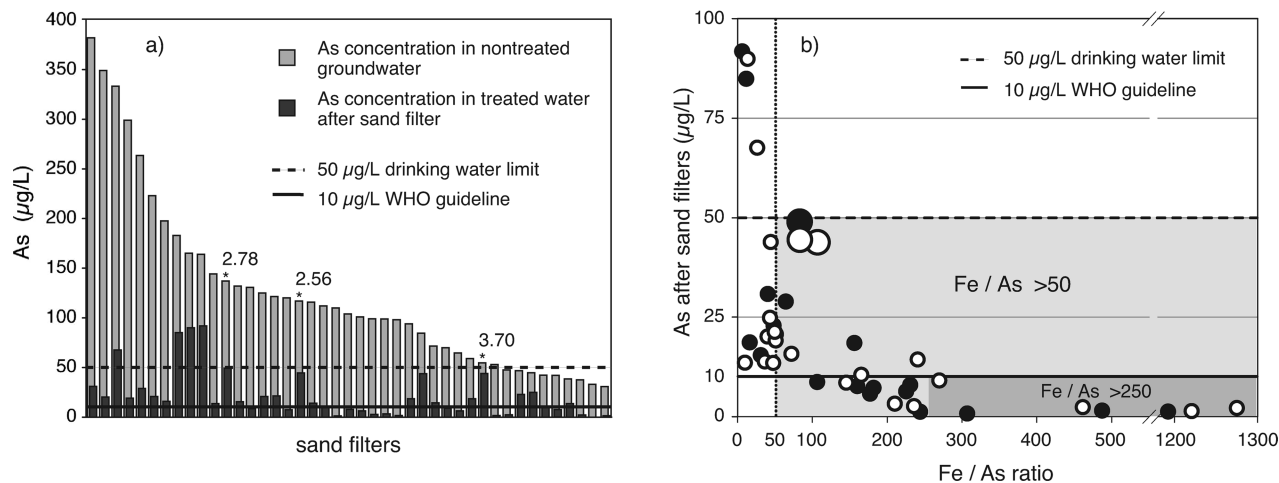 400
350
300
250
200
150
100
50
0
As (µg/L)
a)
As concentration in nontreated
groundwater
As concentration in treated water
after sand filter
50 µg/L drinking water limit
10 µg/L WHO guideline
2.78
*
2.56
*
3.70
*
sand filters
100
75
50
25
10
0
As after sand filters (µg/L)
b)
50 µg/L drinking water limit
10 µg/L WHO guideline
Fe / As >50
Fe / As >250
0 50 100 200 300 400 500 1200 1300
Fe / As ratio